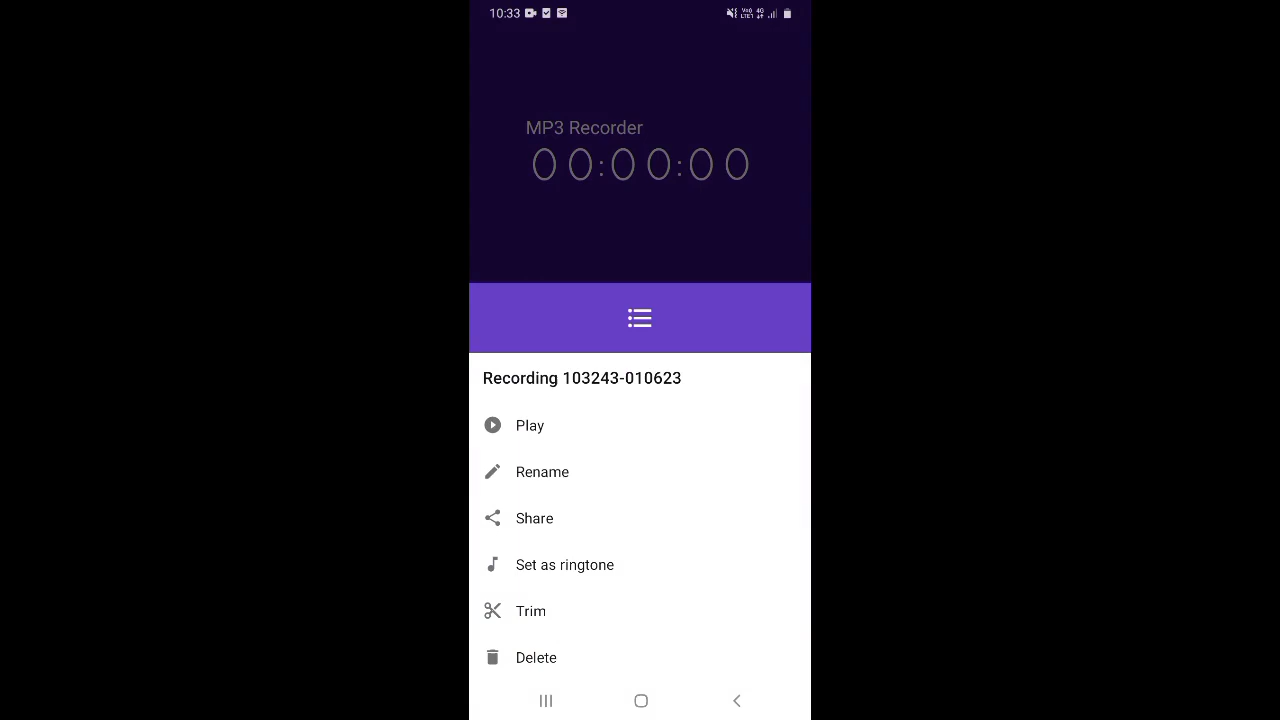 10:33
MP3 Recorder
00:00:00
Recording 103243-010623
Play
Rename
Share
Set as ringtone
Trim
Delete